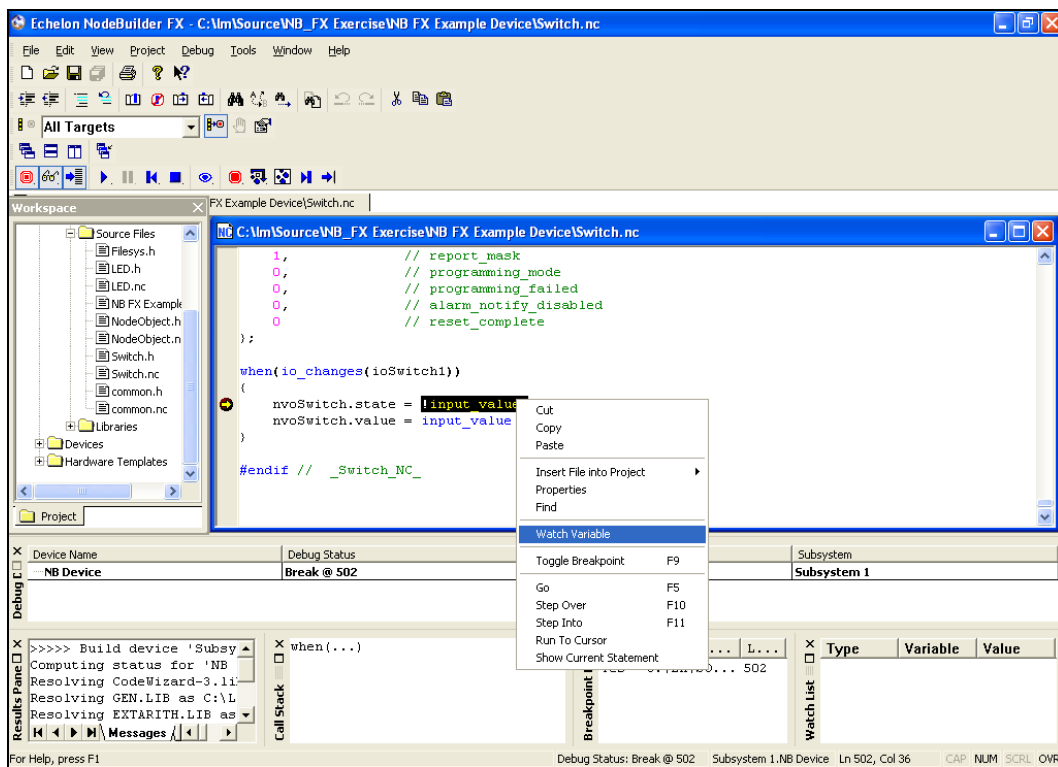 Echelon NodeBuilder FX - C:\lm\Source\NB_FX Exercise\NB FX Example Device\Switch.nc
File Edit View Project Debug Tools Window Help
All Targets
Workspace
FX Example Device\Switch.nc
Source Files
Filesys.h
LED.h
LED.nc
NB FX Example
NodeObject.h
NodeObject.n
Switch.h
Switch.nc
common.h
common.nc
Libraries
Devices
Hardware Templates
Project
NC C:\lm\Source\NB_FX Exercise\NB FX Example Device\Switch.nc
1, // report_mask
0, // programming_mode
0, // programming_failed
0, // alarm_notify_disabled
0 // reset_complete
};
when(io_changes(ioSwitch1))
{
nvoSwitch.state = !input_value
nvoSwitch.value = input_value
}
#endif // _Switch_NC_
Cut
Copy
Paste
Insert File into Project
Properties
Find
Watch Variable
Toggle Breakpoint F9
Go F5
Step Over F10
Step Into F11
Run To Cursor
Show Current Statement
Device Name Debug Status Subsystem
NB Device Break @ 502 Subsystem 1
Debug D
Results Pane
>>>>> Build device 'Subsy
Computing status for 'NB
Resolving CodeWizard-3.li
Resolving GEN.LIB as C:\L
Resolving EXTARITH.LIB as
Messages
Call Stack
when(...)
Breakpoint
... L...
502
Watch List
Type Variable Value
For Help, press F1 Debug Status: Break @ 502 Subsystem 1.NB Device Ln 502, Col 36 CAP NUM SCRL OVR